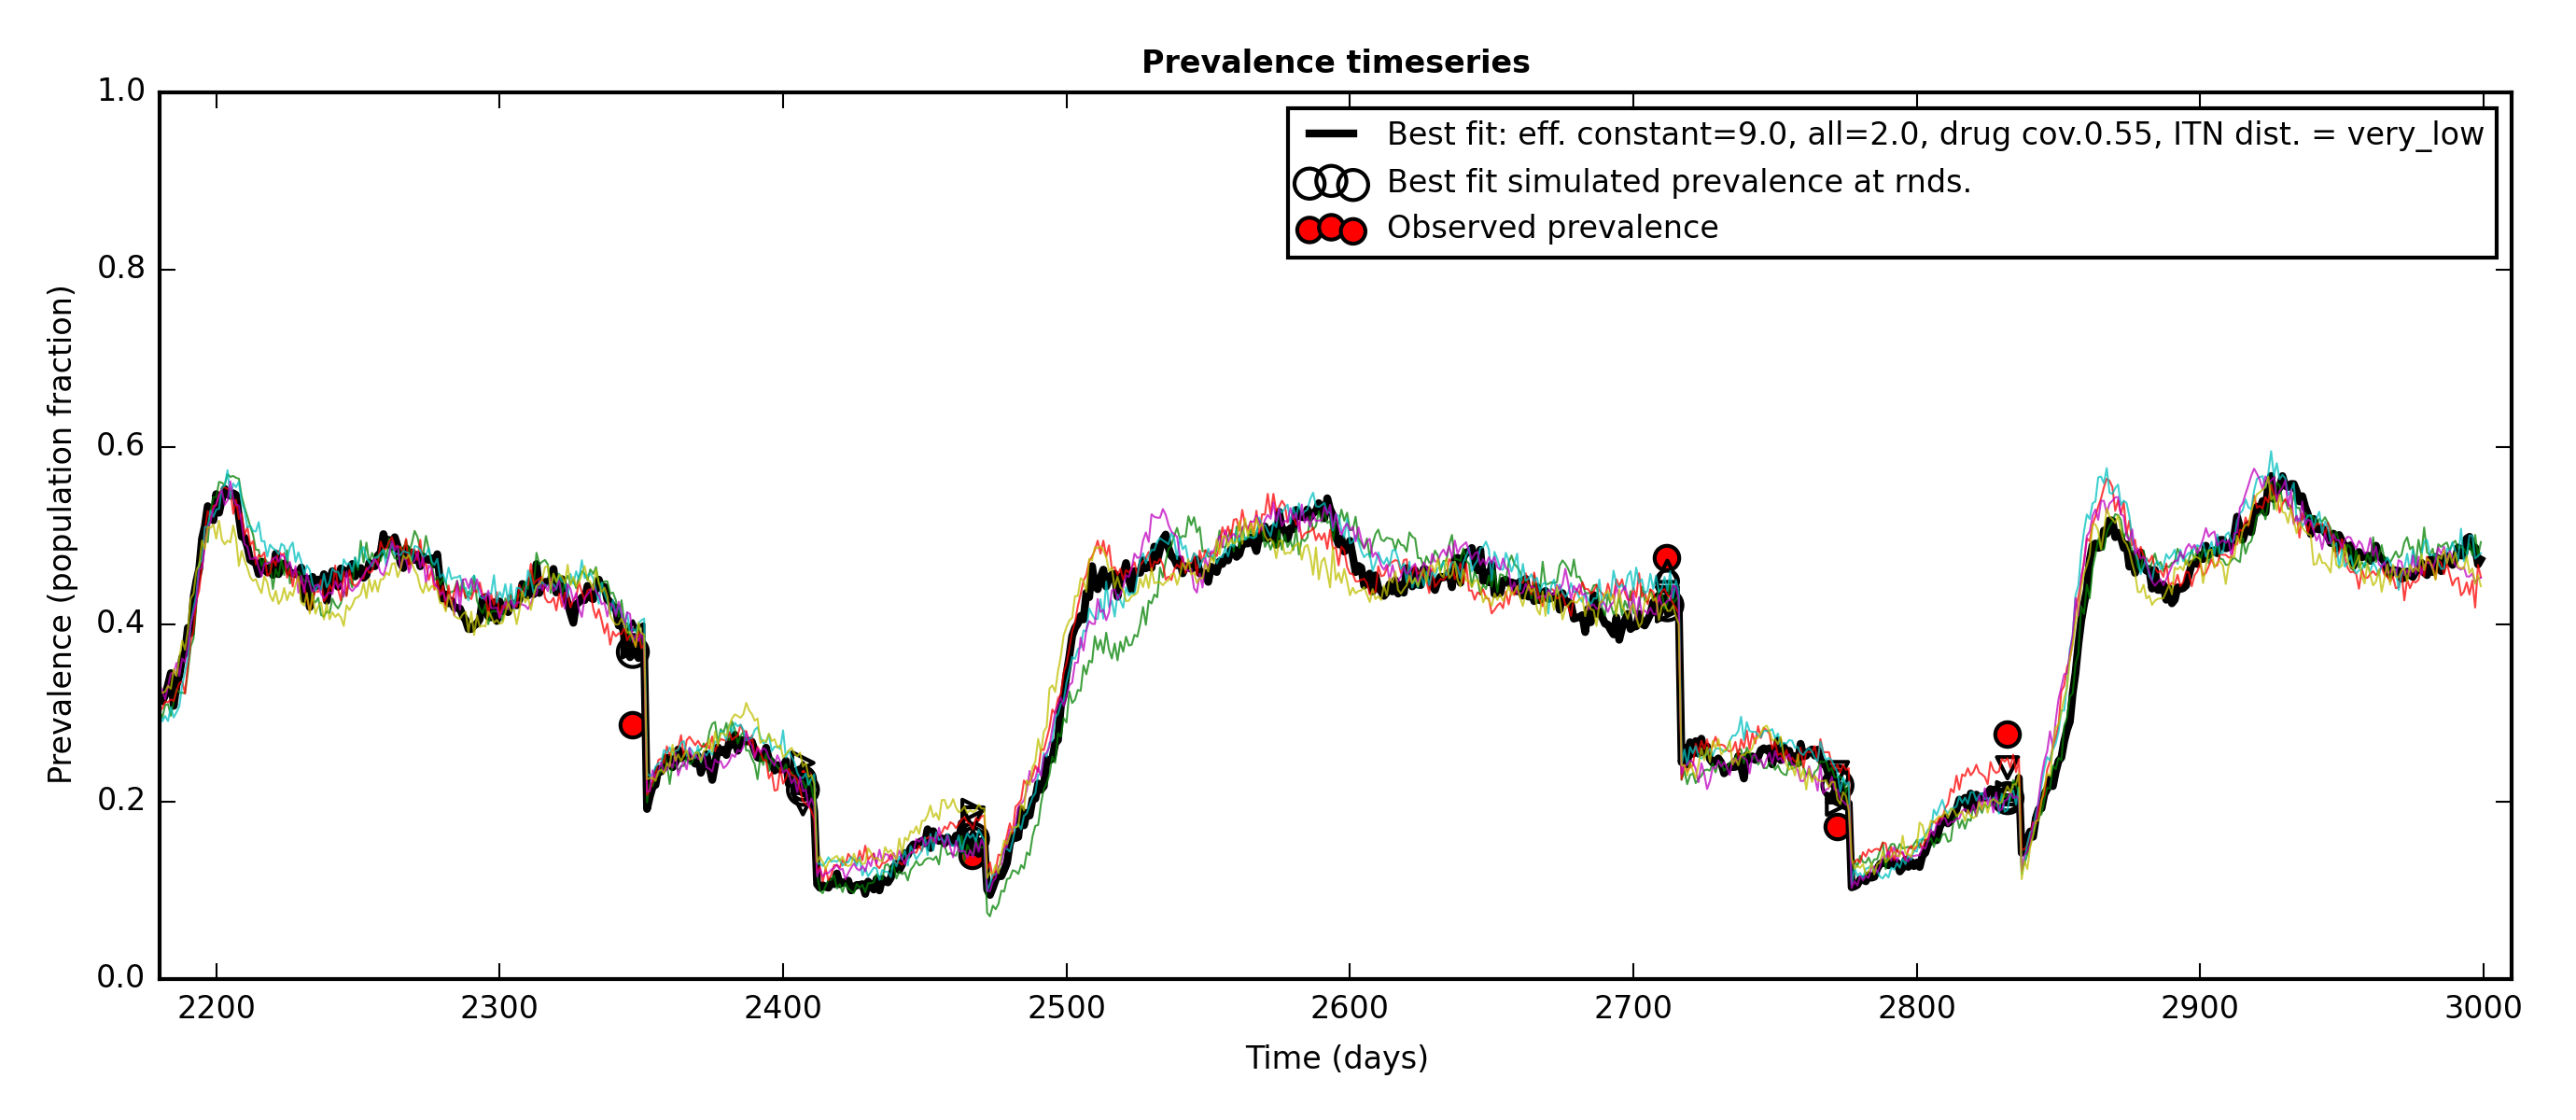 Prevalence timeseries
1.0
0.8
0.6
0.4
0.2
0.0
Prevalence (population fraction)
Best fit: eff. constant=9.0, all=2.0, drug cov.0.55, ITN dist. = very_low
Best fit simulated prevalence at rnds.
Observed prevalence
2200 2300 2400 2500 2600 2700 2800 2900 3000
Time (days)